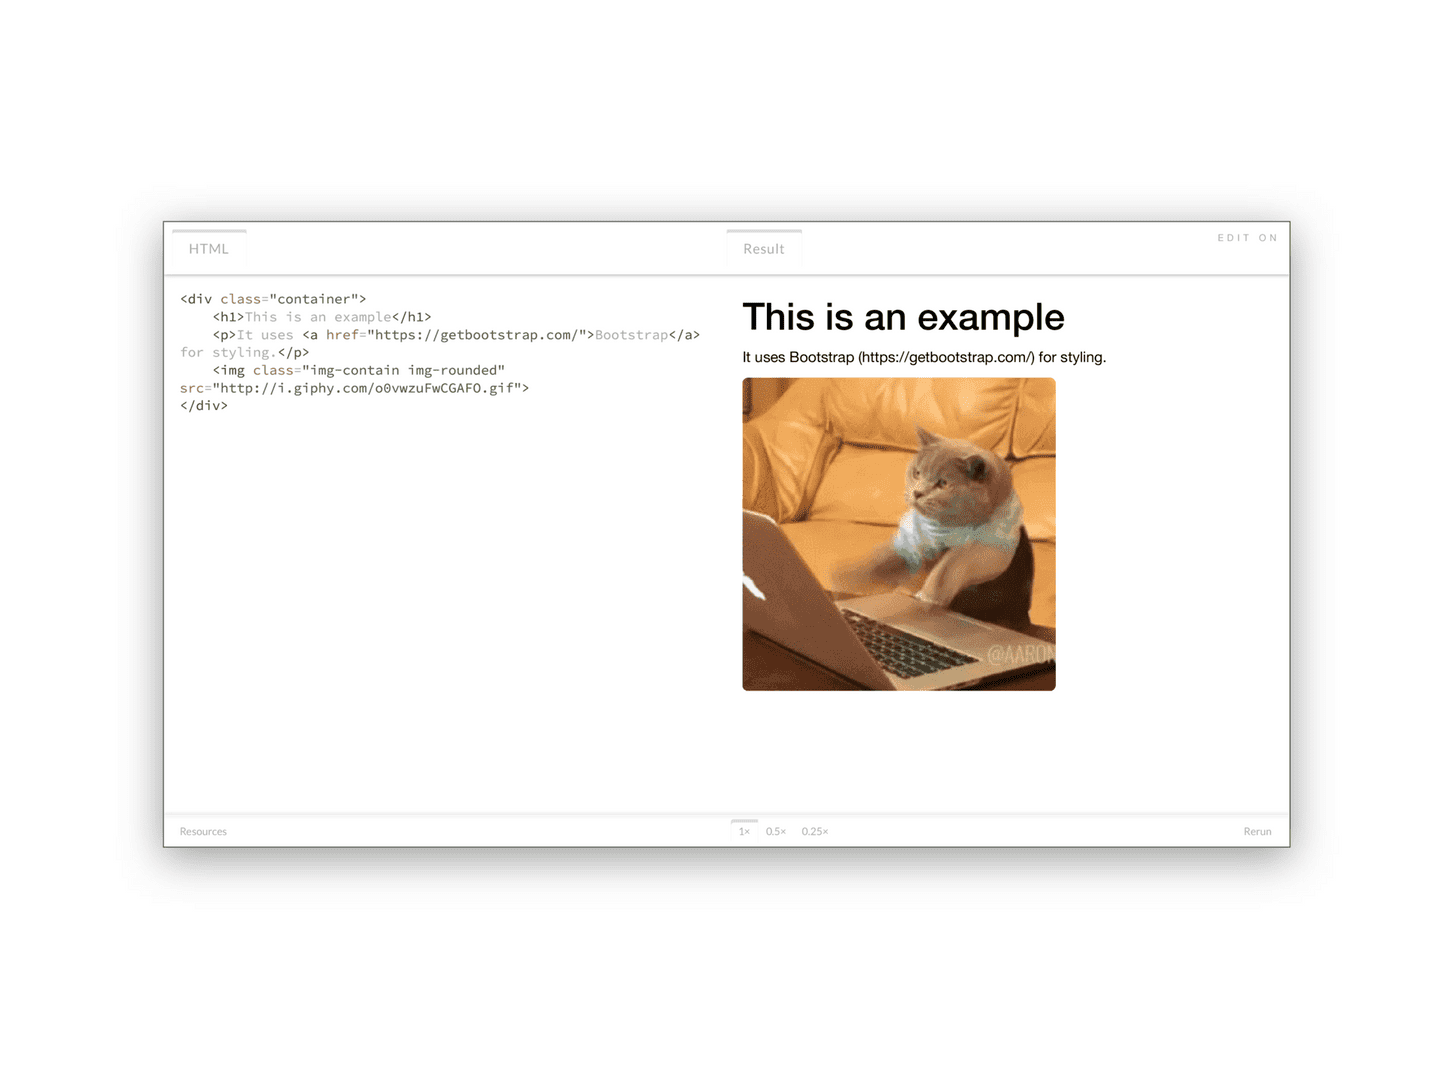 HTML
Result
EDIT ON
<div class="container">
<h1>This is an example</h1>
<p>It uses <a href="https://getbootstrap.com/">Bootstrap</a>
for styling.</p>
<img class="img-contain img-rounded"
src="http://i.giphy.com/o0vwzuFwCGAFO.gif">
</div>
This is an example
It uses Bootstrap (https://getbootstrap.com/) for styling.
@AARON
Resources
1×
0.5×
0.25×
Rerun